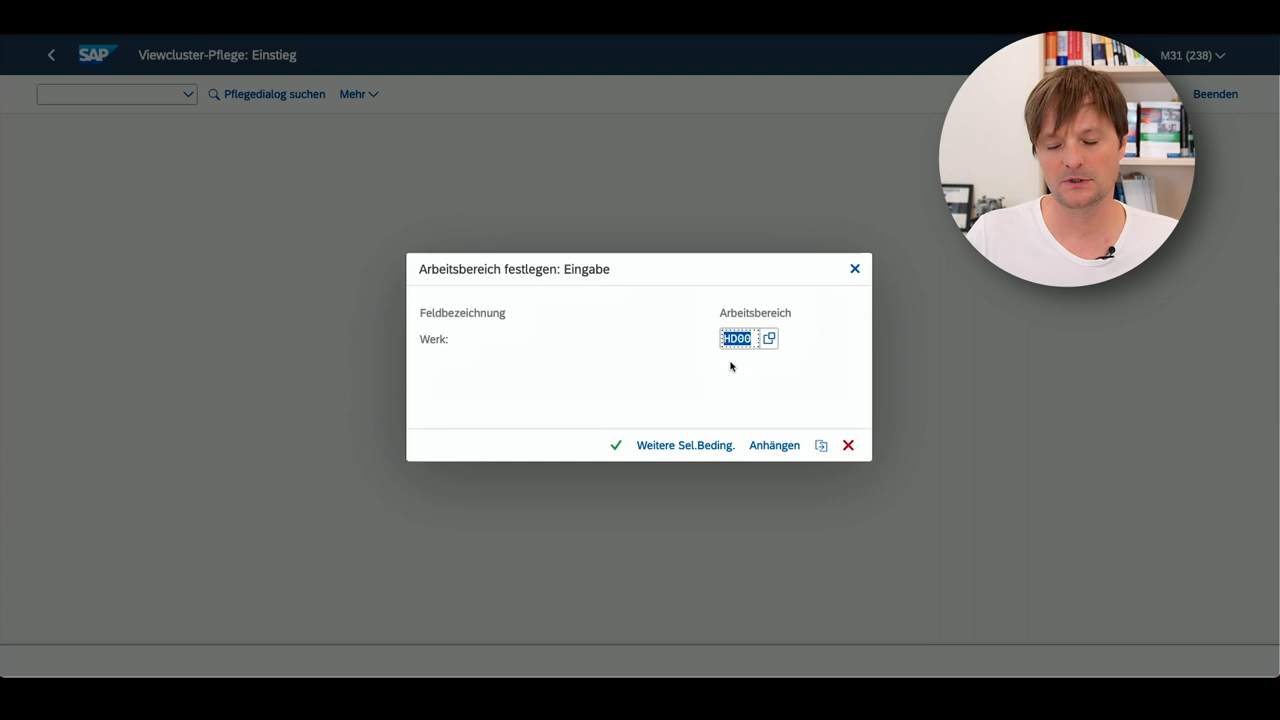 SAP Viewcluster-Pflege: Einstieg M31 (238)
Pflegedialog suchen Mehr Beenden
Arbeitsbereich festlegen: Eingabe
Feldbezeichnung Arbeitsbereich
Werk: HD00
Weitere Sel.Beding. Anhängen